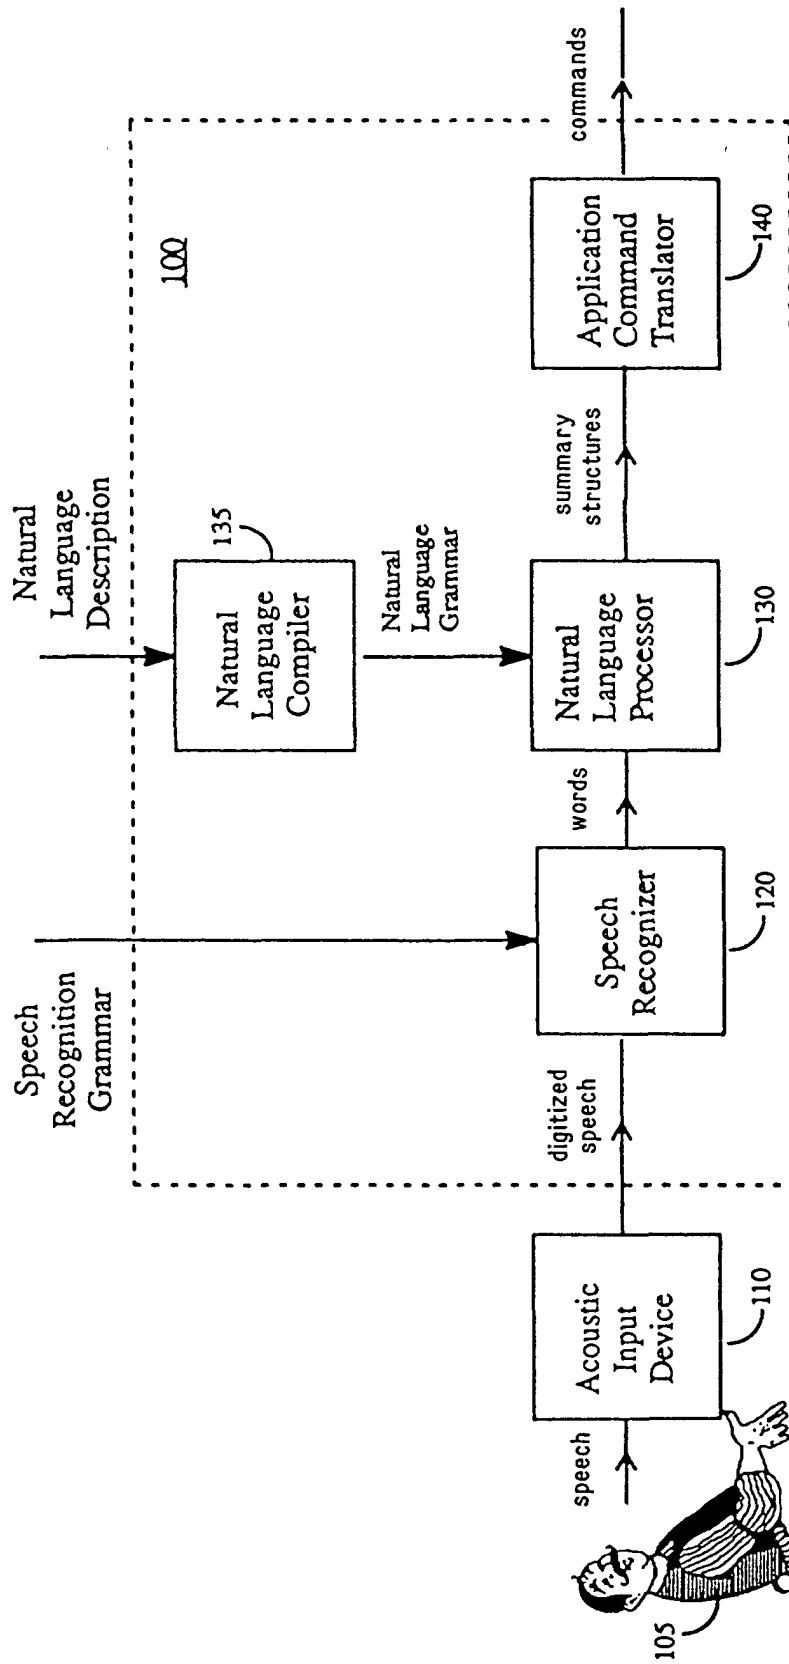 Speech
Recognition
Grammar
Natural
Language
Description
100
Natural
Language
Compiler
135
Natural
Language
Grammar
speech
Acoustic
Input
Device
110
digitized
speech
Speech
Recognizer
120
words
Natural
Language
Processor
130
summary
structures
Application
Command
Translator
140
commands
105